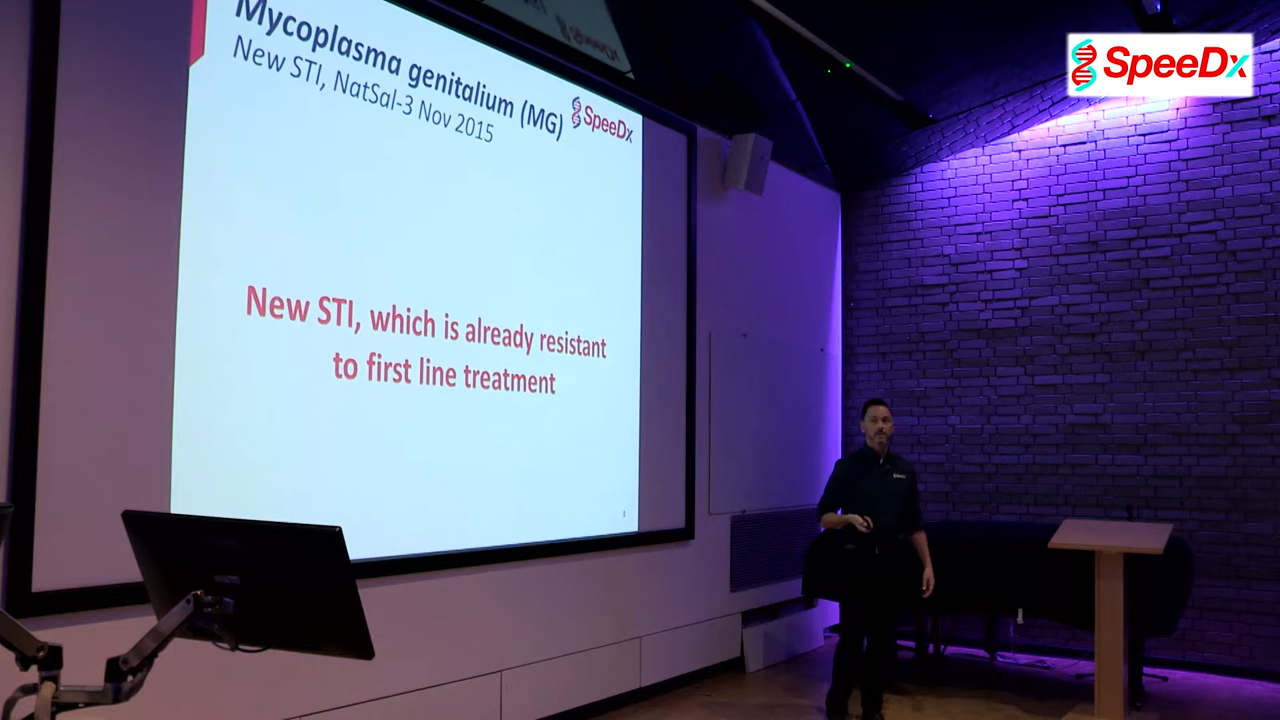 Mycoplasma genitalium (MG)
New STI, NatSal-3 Nov 2015
SpeeDx
New STI, which is already resistant
to first line treatment
SpeeDx